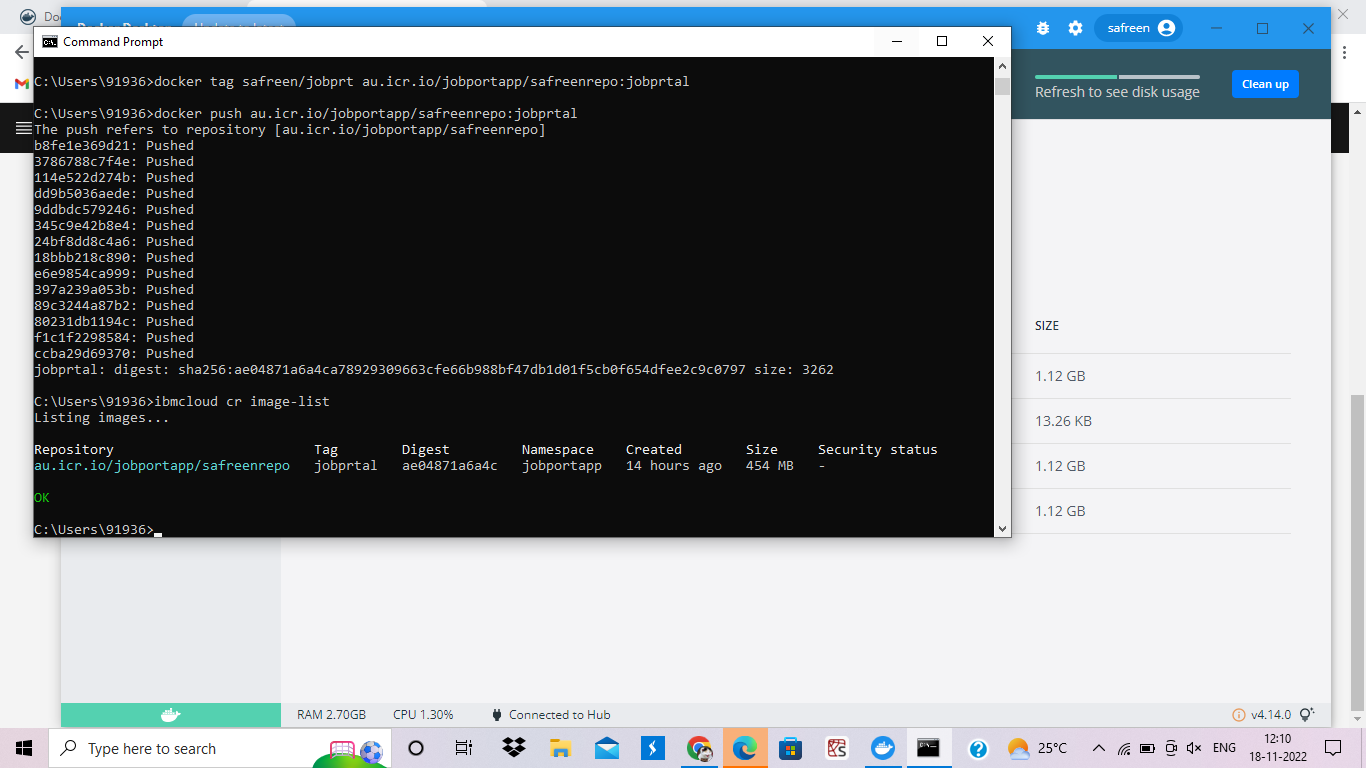 Command Prompt
safreen
Refresh to see disk usage
Clean up
C:\Users\91936>docker tag safreen/jobprt au.icr.io/jobportapp/safreenrepo:jobprtal
C:\Users\91936>docker push au.icr.io/jobportapp/safreenrepo:jobprtal
The push refers to repository [au.icr.io/jobportapp/safreenrepo]
b8fe1e369d21: Pushed
3786788c7f4e: Pushed
114e522d274b: Pushed
dd9b5036aede: Pushed
9ddbdc579246: Pushed
345c9e42b8e4: Pushed
24bf8dd8c4a6: Pushed
18bbb218c890: Pushed
e6e9854ca999: Pushed
397a239a053b: Pushed
89c3244a87b2: Pushed
80231db1194c: Pushed
f1c1f2298584: Pushed
ccba29d69370: Pushed
jobprtal: digest: sha256:ae04871a6a4ca78929309663cfe66b988bf47db1d01f5cb0f654dfee2c9c0797 size: 3262
C:\Users\91936>ibmcloud cr image-list
Listing images...
Repository Tag Digest Namespace Created Size Security status
au.icr.io/jobportapp/safreenrepo jobprtal ae04871a6a4c jobportapp 14 hours ago 454 MB -
OK
C:\Users\91936>
SIZE
1.12 GB
13.26 KB
1.12 GB
1.12 GB
RAM 2.70GB CPU 1.30% Connected to Hub v4.14.0
Type here to search
25°C ENG 12:10
18-11-2022